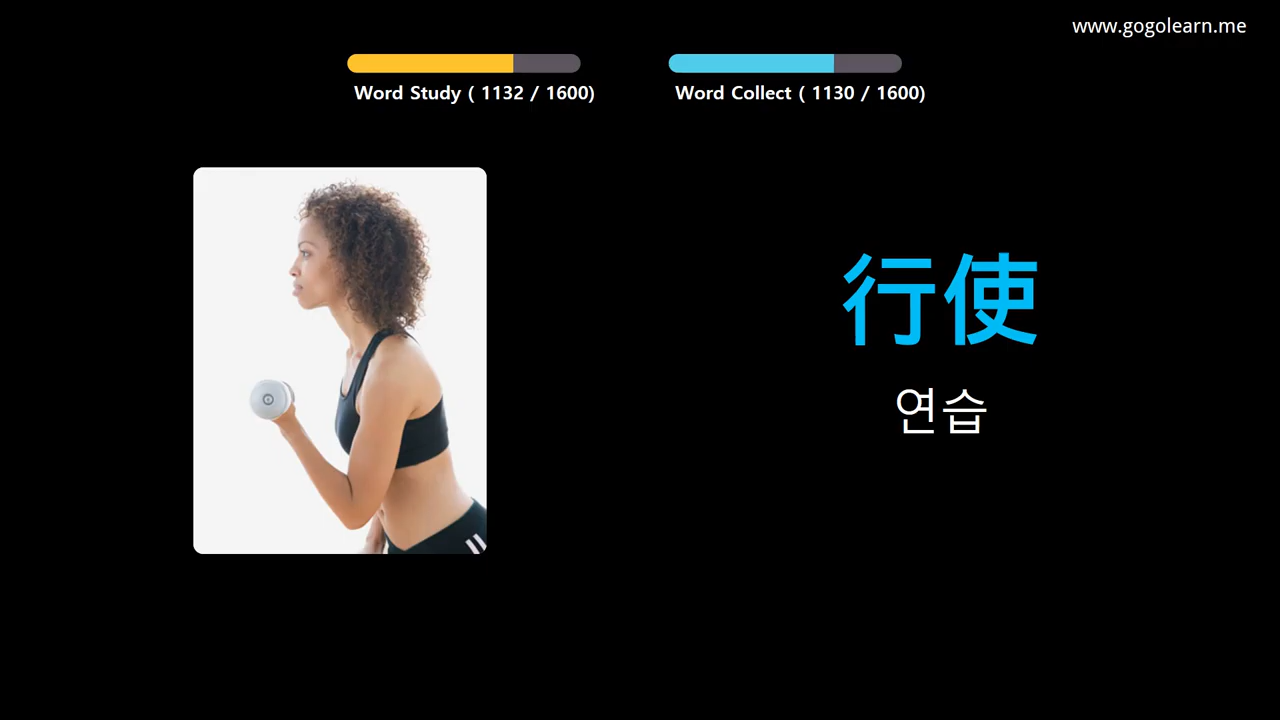 www.gogolearn.me
Word Study ( 1132 / 1600)
Word Collect ( 1130 / 1600)
行使
연습